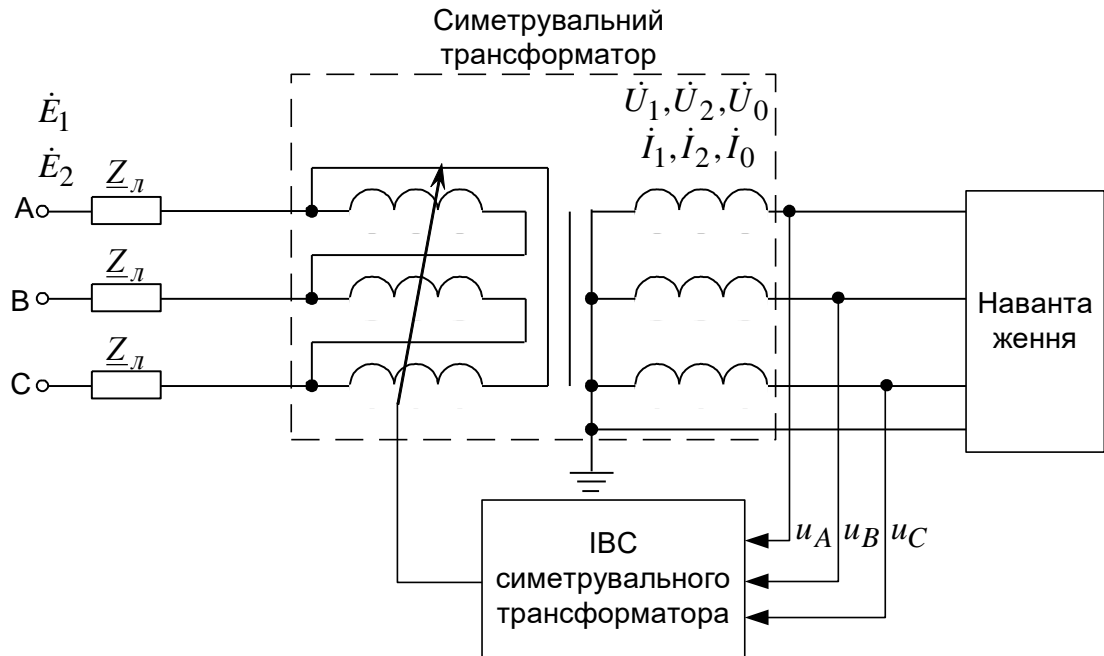 Симетрувальний
трансформатор
U̇1, U̇2, U̇0
İ1, İ2, İ0
Ė1
Ė2
Zл
A
Zл
B
Zл
C
Наванта
ження
uA uB uC
ІВС
симетрувального
трансформатора